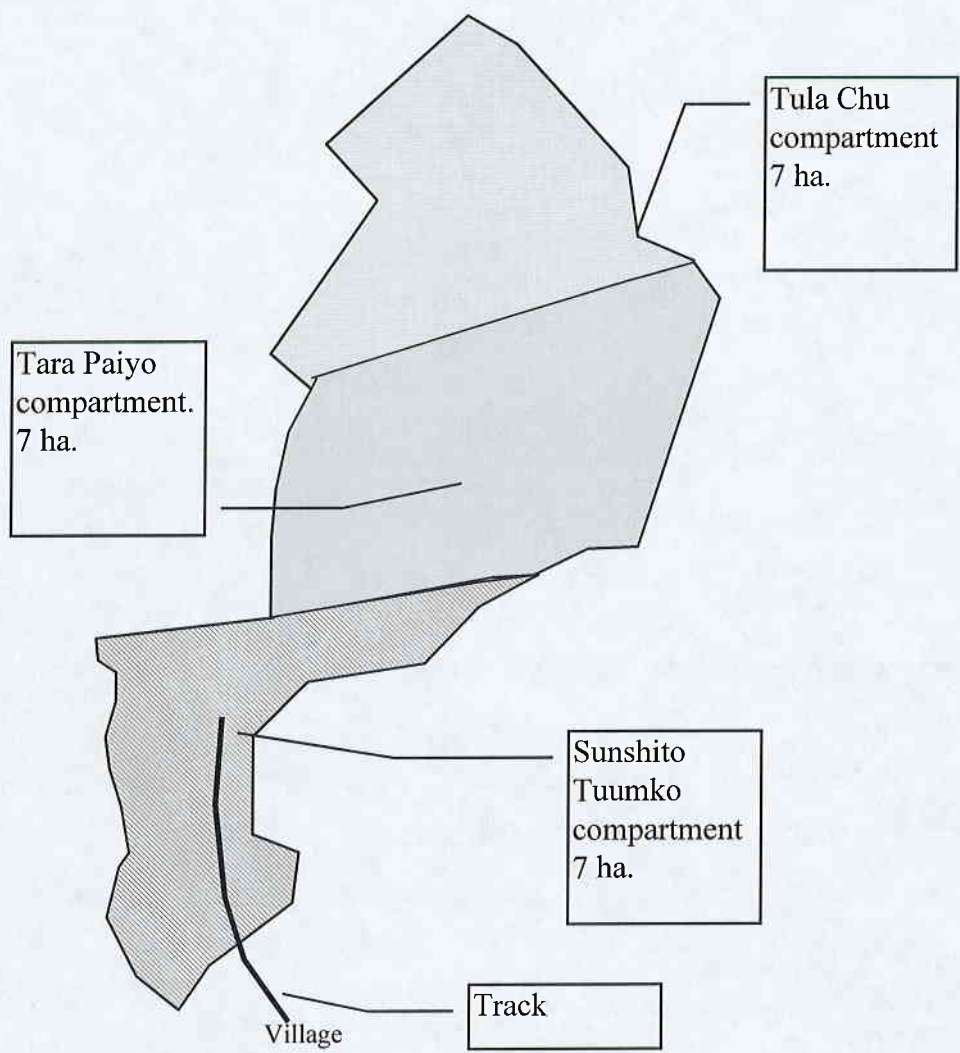 Tula Chu
compartment
7 ha.
Tara Paiyo
compartment.
7 ha.
Sunshito
Tuumko
compartment
7 ha.
Track
Village